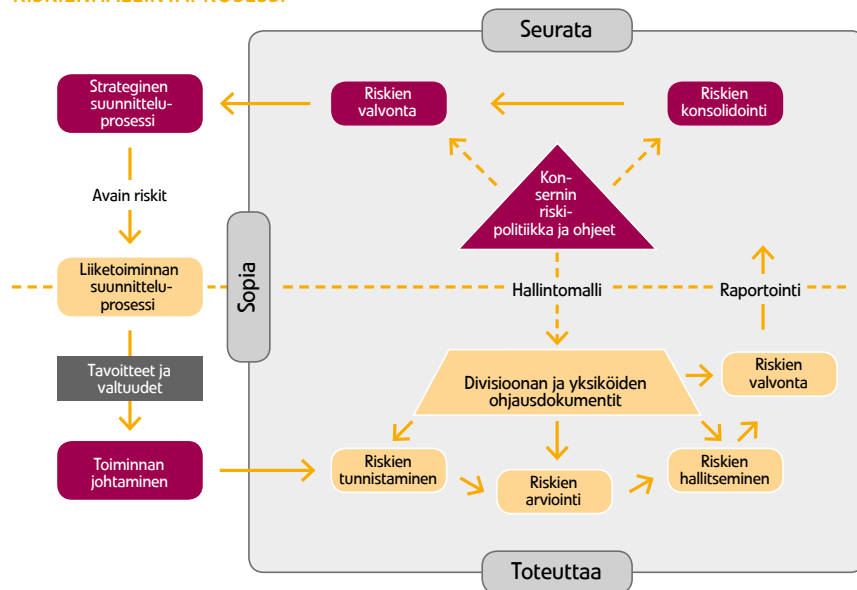 RISKIENHALLINTAPROSESSI
Seurata
Strateginen
suunnittelu-
prosessi
Riskien
valvonta
Riskien
konsolidointi
Kon-
sernin
riski-
politiikka ja ohjeet
Avain riskit
Sopia
Liiketoiminnan
suunnittelu-
prosessi
Hallintomalli
Raportointi
Tavoitteet ja
valtuudet
Divisioonan ja yksiköiden
ohjausdokumentit
Riskien
valvonta
Toiminnan
johtaminen
Riskien
tunnistaminen
Riskien
arviointi
Riskien
hallitseminen
Toteuttaa